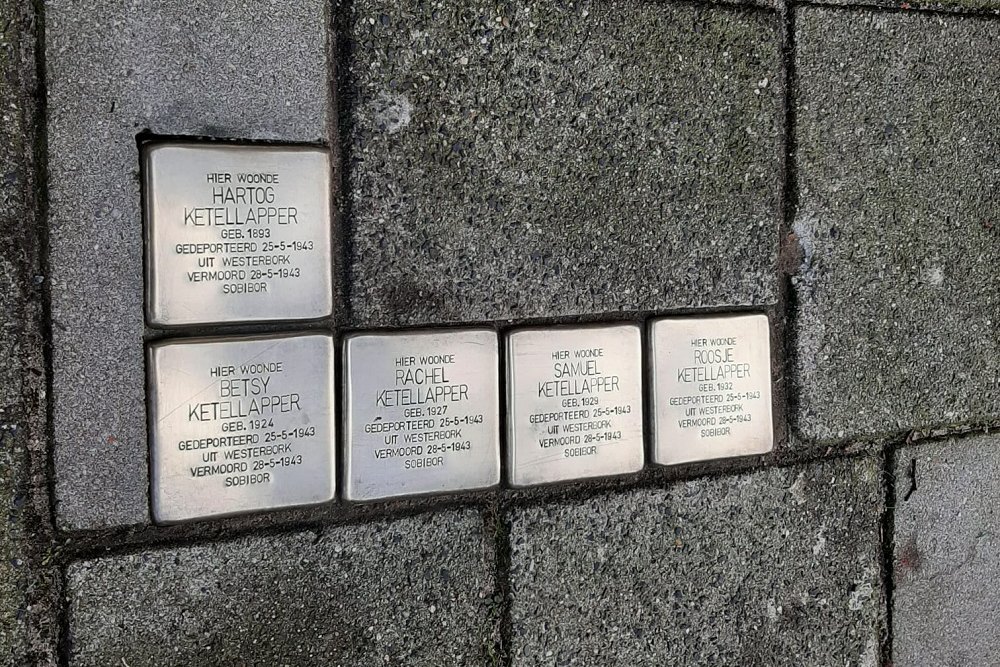 HIER WOONDE
HARTOG
KETELLAPPER
GEB. 1893
GEDEPORTEERD 25-5-1943
UIT WESTERBORK
VERMOORD 28-5-1943
SOBIBOR
HIER WOONDE
BETSY
KETELLAPPER
GEB. 1924
GEDEPORTEERD 25-5-1943
UIT WESTERBORK
VERMOORD 28-5-1943
SOBIBOR
HIER WOONDE
RACHEL
KETELLAPPER
GEB. 1927
GEDEPORTEERD 25-5-1943
UIT WESTERBORK
VERMOORD 28-5-1943
SOBIBOR
HIER WOONDE
SAMUEL
KETELLAPPER
GEB. 1929
GEDEPORTEERD 25-5-1943
UIT WESTERBORK
VERMOORD 28-5-1943
SOBIBOR
HIER WOONDE
ROOSJE
KETELLAPPER
GEB. 1932
GEDEPORTEERD 25-5-1943
UIT WESTERBORK
VERMOORD 28-5-1943
SOBIBOR